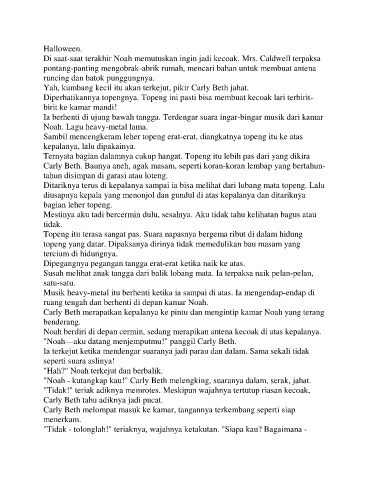 Halloween.
Di saat-saat terakhir Noah memutuskan ingin jadi kecoak. Mrs. Caldwell terpaksa
pontang-panting mengobrak-abrik rumah, mencari bahan untuk membuat antena
runcing dan batok punggungnya.
Yah, kumbang kecil itu akan terkejut, pikir Carly Beth jahat.
Diperhatikannya topengnya. Topeng ini pasti bisa membuat kecoak lari terbirit-
birit ke kamar mandi!
Ia berhenti di ujung bawah tangga. Terdengar suara ingar-bingar musik dari kamar
Noah. Lagu heavy-metal lama.
Sambil mencengkeram leher topeng erat-erat, diangkatnya topeng itu ke atas
kepalanya, lalu dipakainya.
Ternyata bagian dalamnya cukup hangat. Topeng itu lebih pas dari yang dikira
Carly Beth. Baunya aneh, agak masam, seperti koran-koran lembap yang bertahun-
tahun disimpan di garasi atau loteng.
Ditariknya terus di kepalanya sampai ia bisa melihat dari lubang mata topeng. Lalu
diusapnya kepala yang menonjol dan gundul di atas kepalanya dan ditariknya
bagian leher topeng.
Mestinya aku tadi bercermin dulu, sesalnya. Aku tidak tahu kelihatan bagus atau
tidak.
Topeng itu terasa sangat pas. Suara napasnya bergema ribut di dalam hidung
topeng yang datar. Dipaksanya dirinya tidak memedulikan bau masam yang
tercium di hidungnya.
Dipegangnya pegangan tangga erat-erat ketika naik ke atas.
Susah melihat anak tangga dari balik lobang mata. Ia terpaksa naik pelan-pelan,
satu-satu.
Musik heavy-metal itu berhenti ketika ia sampai di atas. Ia mengendap-endap di
ruang tengah dan berhenti di depan kamar Noah.
Carly Beth merapatkan kepalanya ke pintu dan mengintip kamar Noah yang terang
benderang.
Noah berdiri di depan cermin, sedang merapikan antena kecoak di atas kepalanya.
"Noah—aku datang menjemputmu!" panggil Carly Beth.
Ia terkejut ketika mendengar suaranya jadi parau dan dalam. Sama sekali tidak
seperti suara aslinya!
"Hah?" Noah terkejut dan berbalik.
"Noah - kutangkap kau!" Carly Beth melengking, suaranya dalam, serak, jahat.
"Tidak!" teriak adiknya memrotes. Meskipun wajahnya tertutup riasan kecoak,
Carly Beth tahu adiknya jadi pucat.
Carly Beth melompat masuk ke kamar, tangannya terkembang seperti siap
menerkam.
"Tidak - tolonglah!" teriaknya, wajahnya ketakutan. "Siapa kau? Bagaimana -